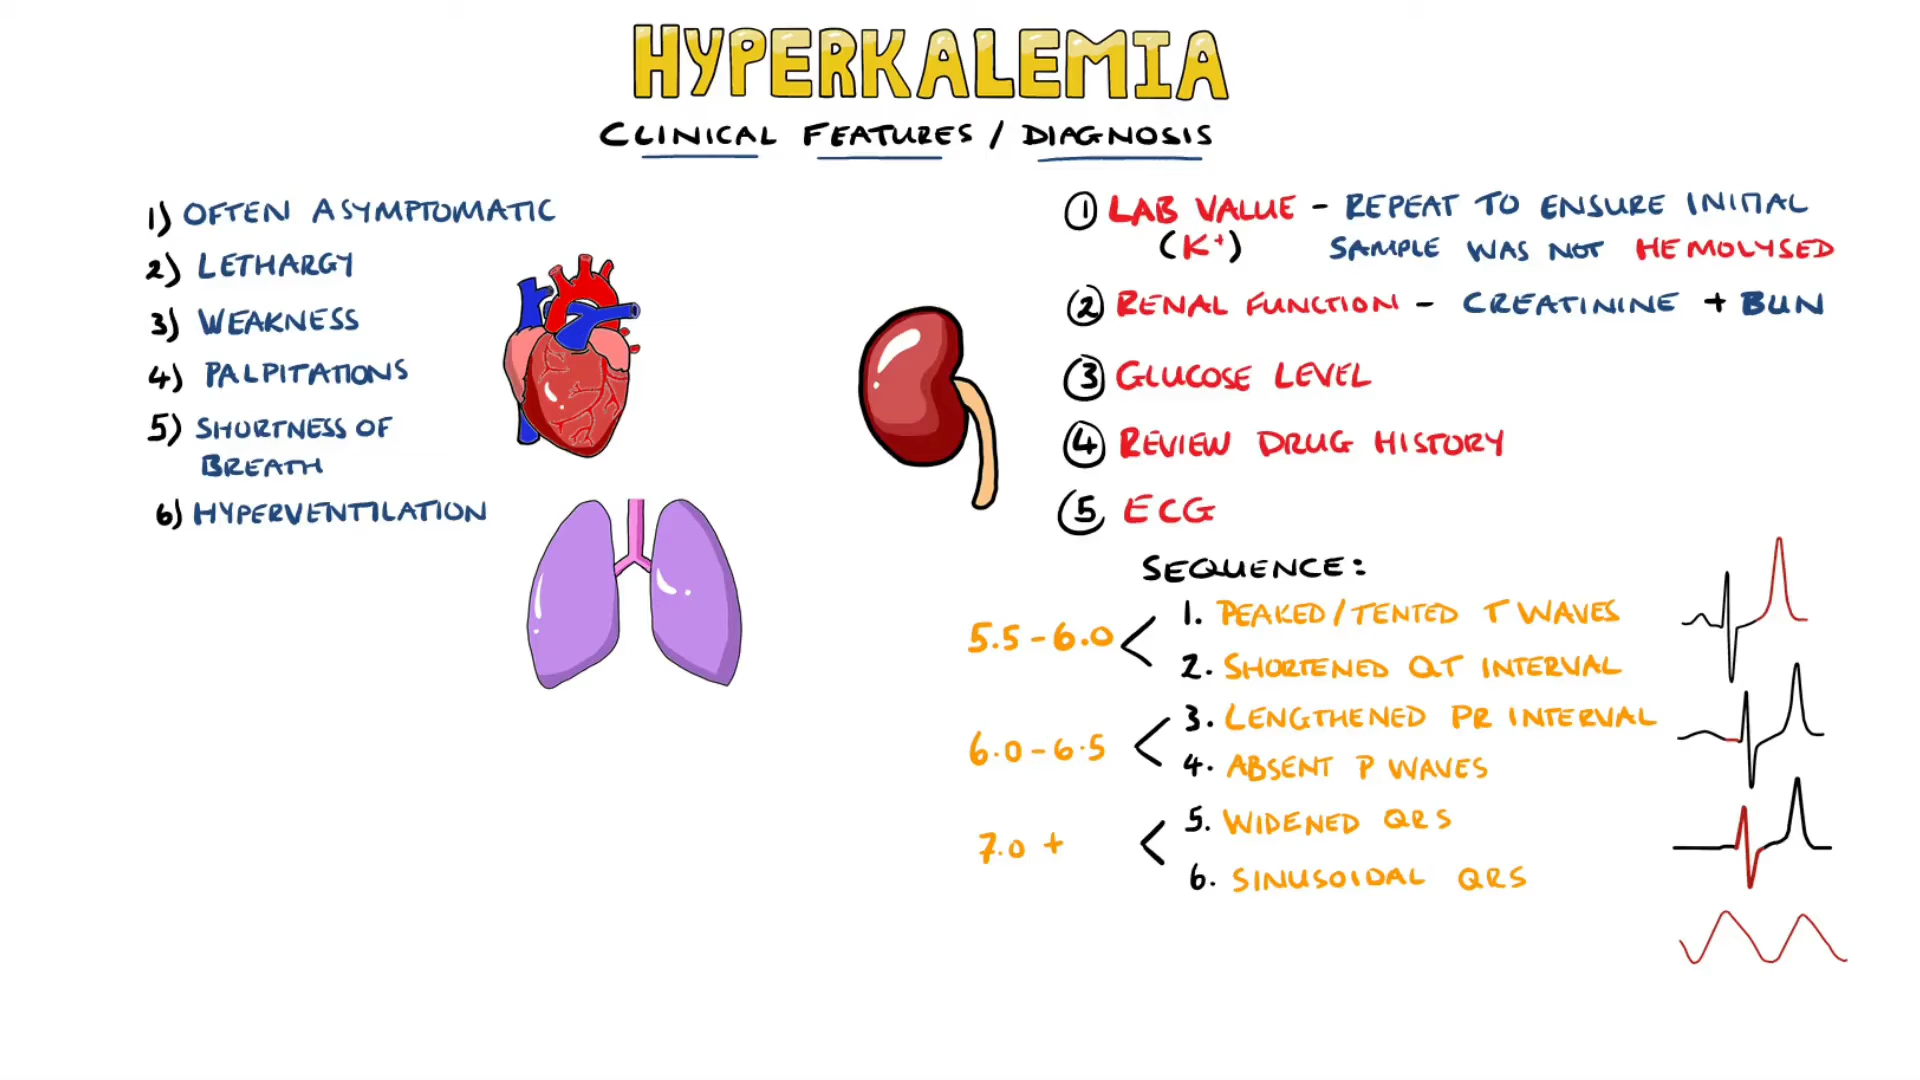 HYPERKALEMIA
CLINICAL FEATURES / DIAGNOSIS
1) OFTEN ASYMPTOMATIC
2) LETHARGY
3) WEAKNESS
4) PALPITATIONS
5) SHORTNESS OF
BREATH
6) HYPERVENTILATION
1 LAB VALUE - REPEAT TO ENSURE INITIAL
(K+) SAMPLE WAS NOT HEMOLYSED
2 RENAL FUNCTION - CREATININE + BUN
3 GLUCOSE LEVEL
4 REVIEW DRUG HISTORY
5 ECG
SEQUENCE:
5.5 - 6.0 < 1. PEAKED/TENTED T WAVES
2. SHORTENED QT INTERVAL
6.0 - 6.5 < 3. LENGTHENED PR INTERVAL
4. ABSENT P WAVES
7.0 + < 5. WIDENED QRS
6. SINUSOIDAL QRS